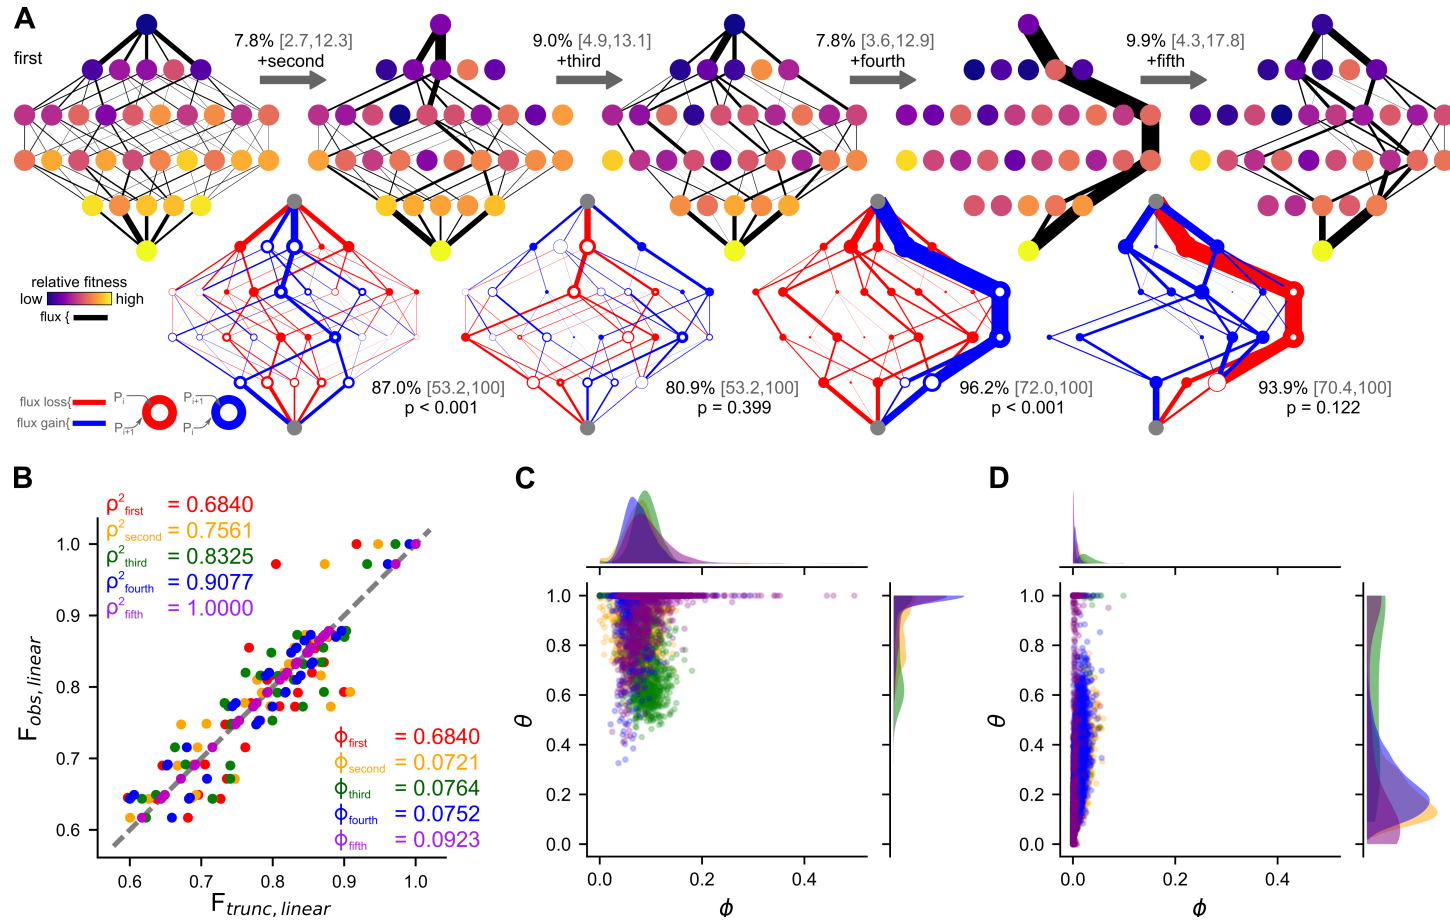 A
first
7.8% [2.7,12.3]
+second
9.0% [4.9,13.1]
+third
7.8% [3.6,12.9]
+fourth
9.9% [4.3,17.8]
+fifth
relative fitness
low high
flux {
flux loss{
flux gain{
P_i
P_{i+1}
P_{i+1}
P_i
87.0% [53.2,100]
p < 0.001
80.9% [53.2,100]
p = 0.399
96.2% [72.0,100]
p < 0.001
93.9% [70.4,100]
p = 0.122
B
ρ²_first = 0.6840
ρ²_second = 0.7561
ρ²_third = 0.8325
ρ²_fourth = 0.9077
ρ²_fifth = 1.0000
ϕ_first = 0.6840
ϕ_second = 0.0721
ϕ_third = 0.0764
ϕ_fourth = 0.0752
ϕ_fifth = 0.0923
F_{obs, linear}
1.0
0.9
0.8
0.7
0.6
0.6 0.7 0.8 0.9 1.0
F_{trunc, linear}
C
θ
1.0
0.8
0.6
0.4
0.2
0.0
0.0 0.2 0.4
ϕ
D
θ
1.0
0.8
0.6
0.4
0.2
0.0
0.0 0.2 0.4
ϕ